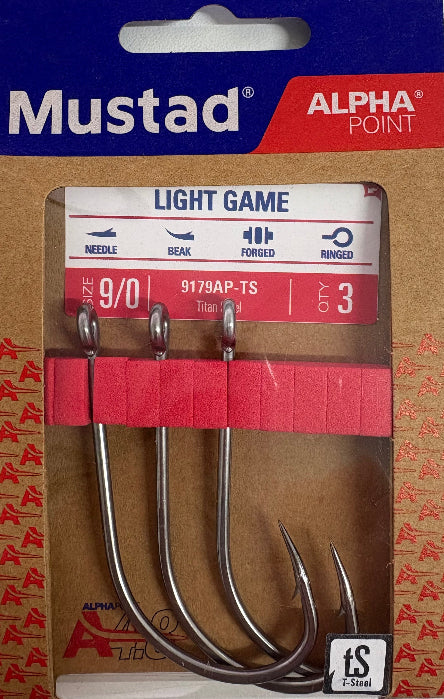 Mustad®
ALPHA®
POINT
LIGHT GAME
NEEDLE BEAK FORGED RINGED
SIZE 9/0 9179AP-TS QTY 3
Titan Steel
ALPHA
tS
T-Steel